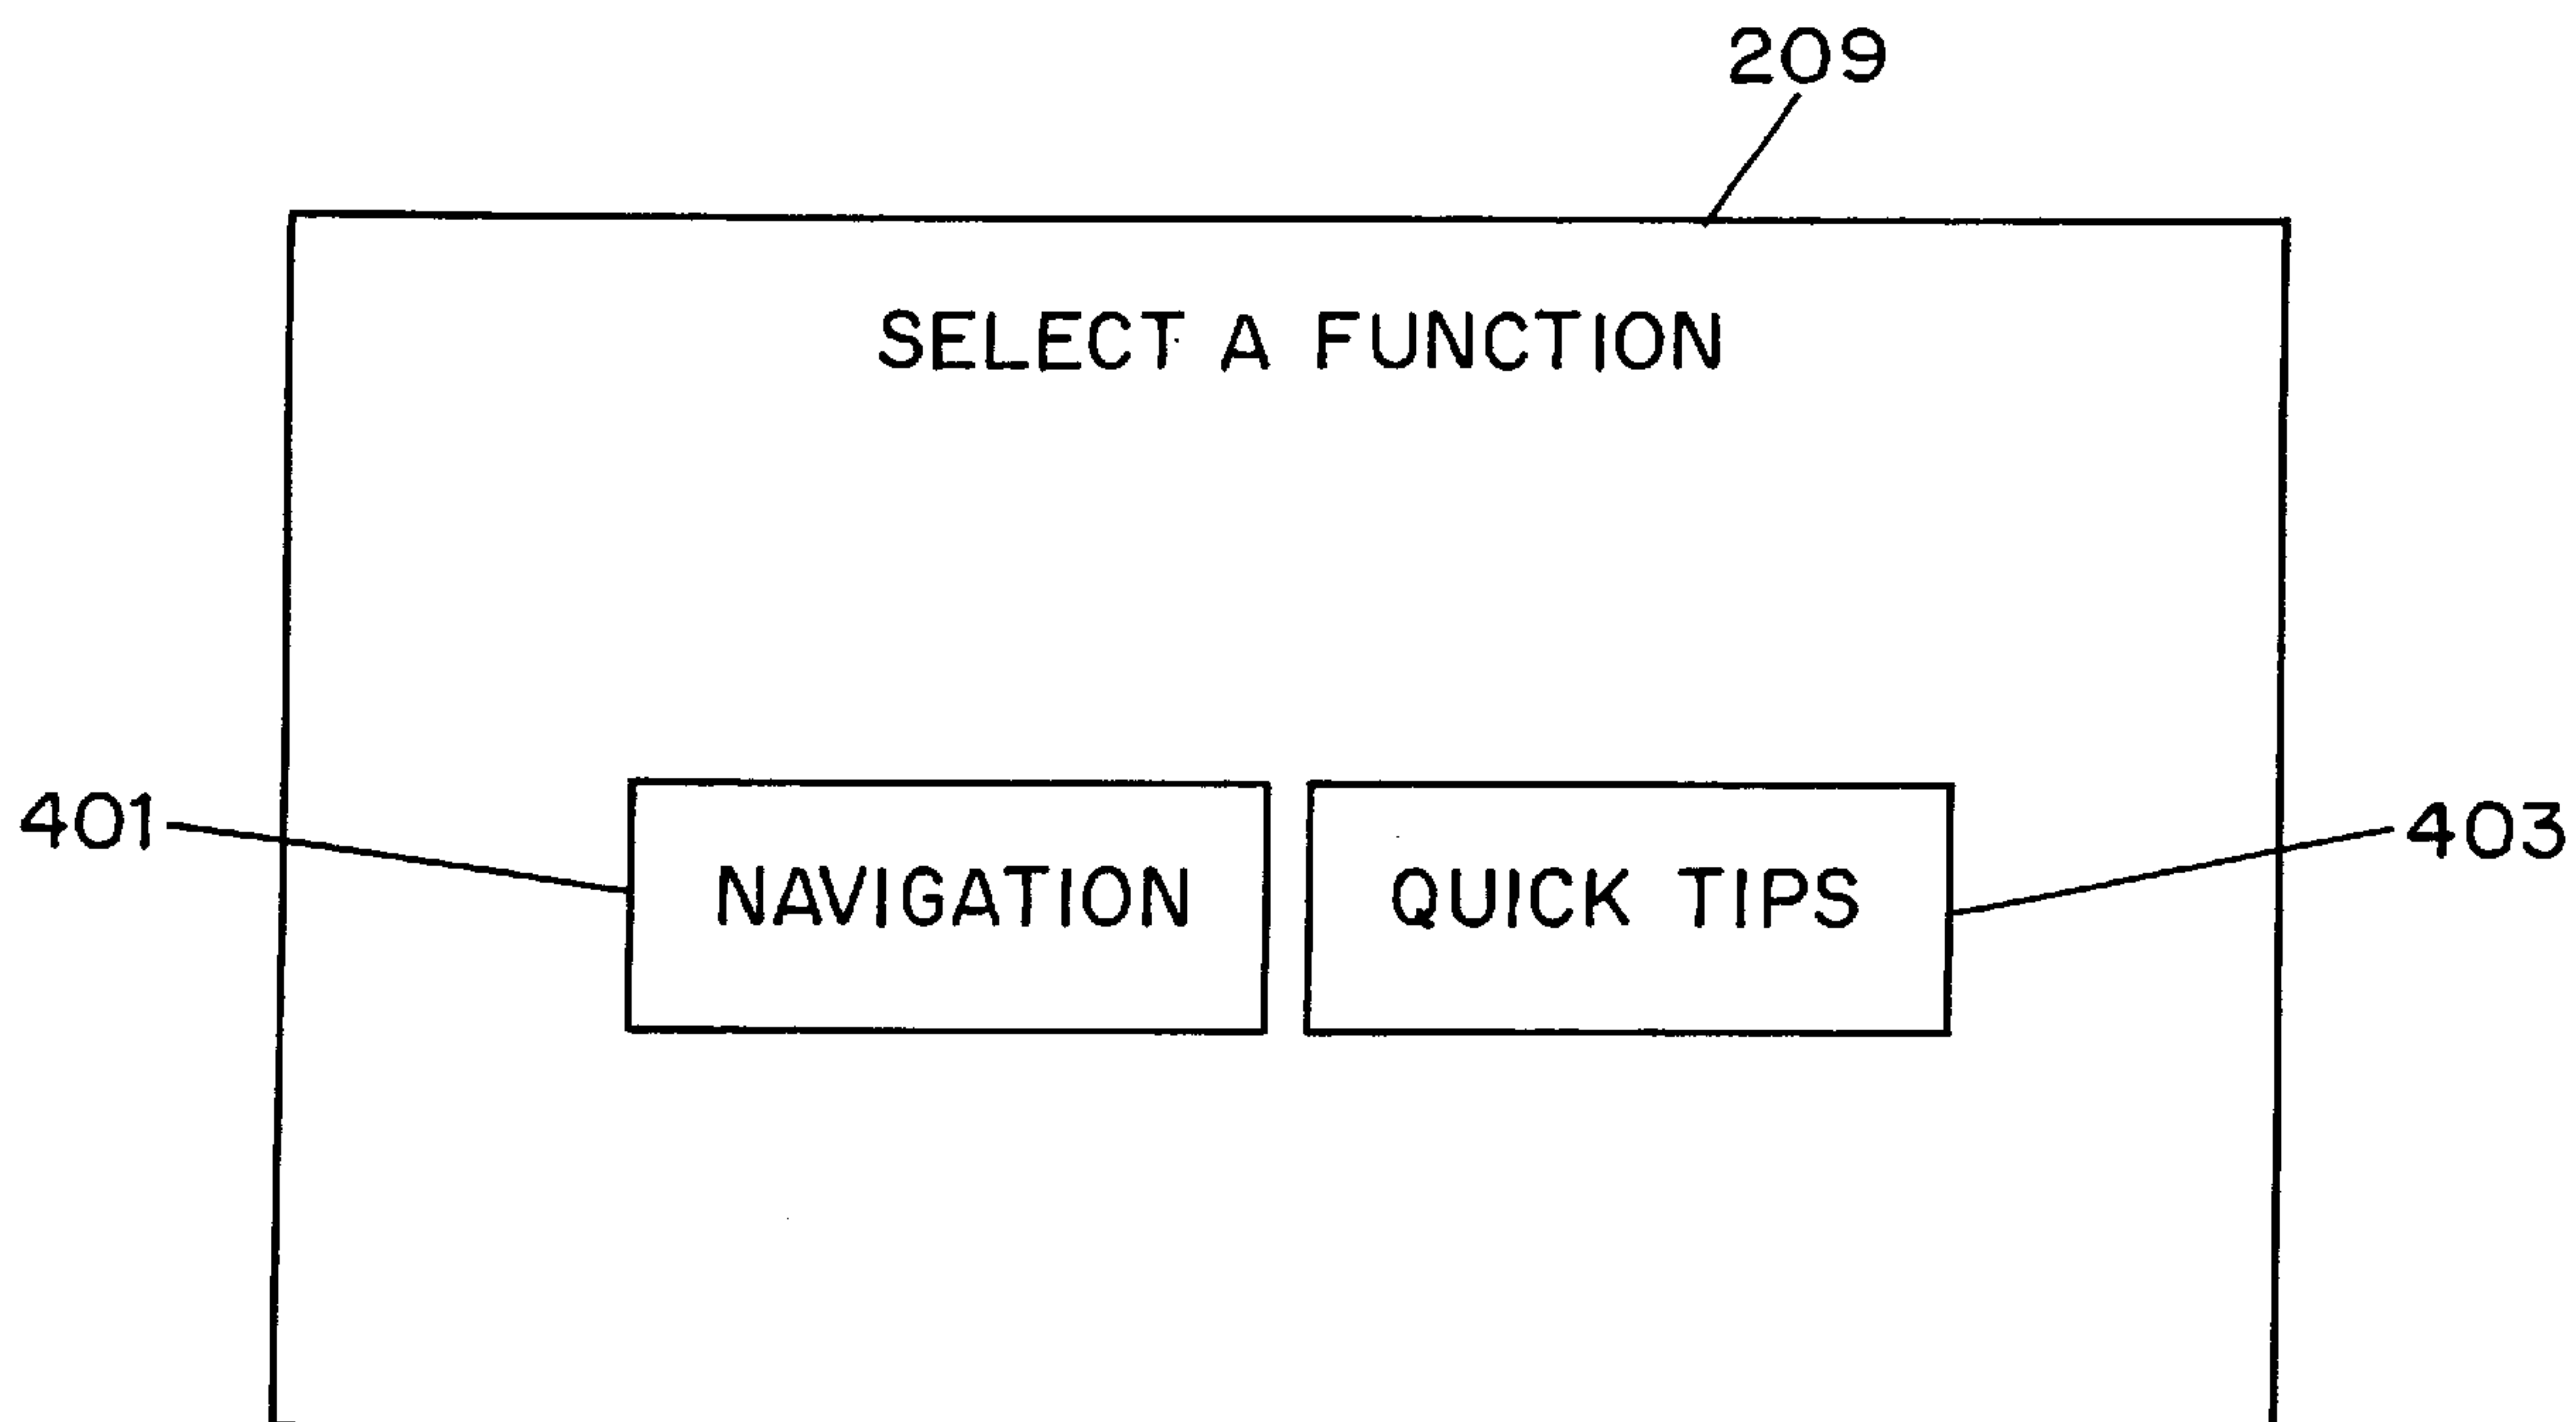 209
SELECT A FUNCTION
401
NAVIGATION
QUICK TIPS
403